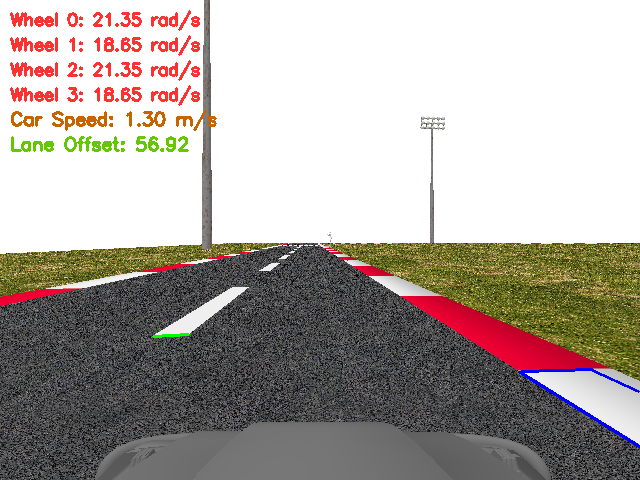 Wheel 0: 21.35 rad/s
Wheel 1: 18.65 rad/s
Wheel 2: 21.35 rad/s
Wheel 3: 18.65 rad/s
Car Speed: 1.30 m/s
Lane Offset: 56.92